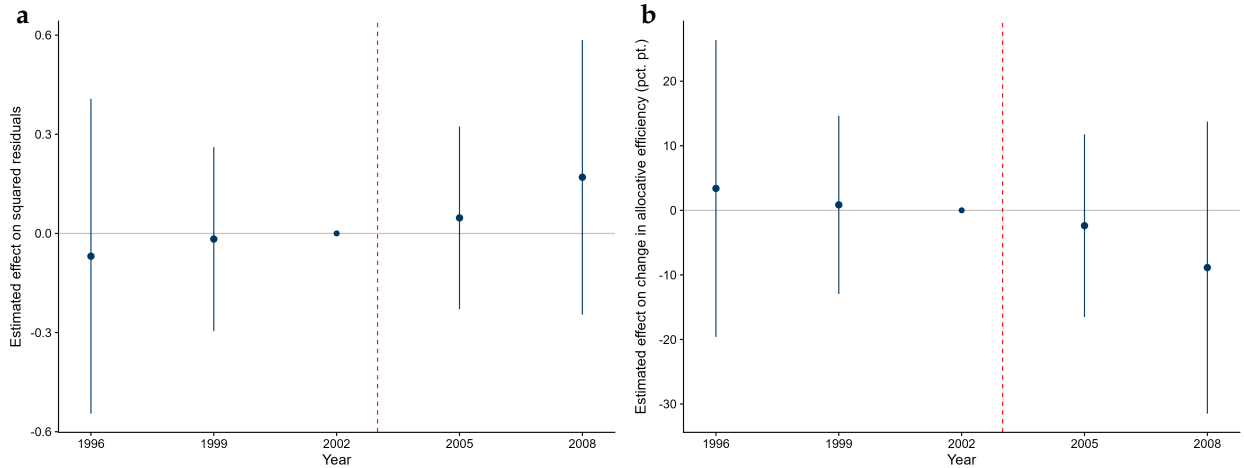 a
Estimated effect on squared residuals
0.6
0.3
0.0
-0.3
-0.6
1996 1999 2002 2005 2008
Year
b
Estimated effect on change in allocative efficiency (pct. pt.)
20
10
0
-10
-20
-30
1996 1999 2002 2005 2008
Year